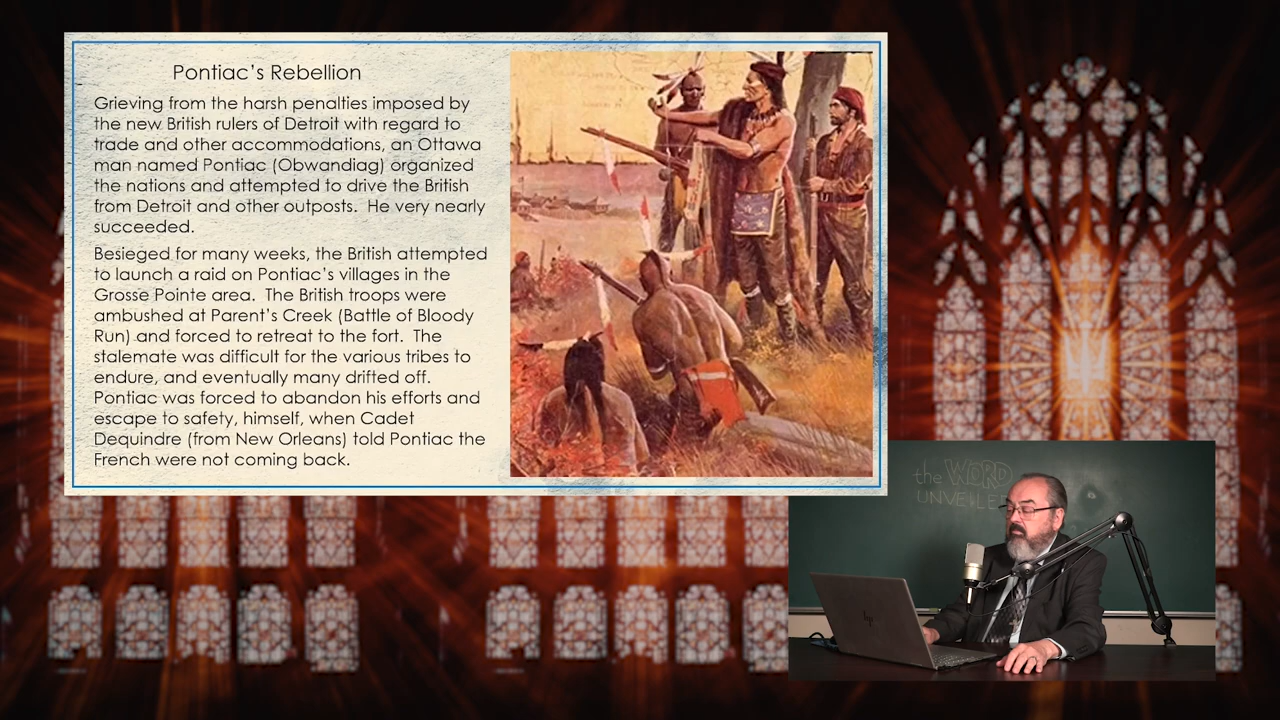 Pontiac's Rebellion
Grieving from the harsh penalties imposed by
the new British rulers of Detroit with regard to
trade and other accommodations, an Ottawa
man named Pontiac (Obwandiag) organized
the nations and attempted to drive the British
from Detroit and other outposts.  He very nearly
succeeded.
Besieged for many weeks, the British attempted
to launch a raid on Pontiac's villages in the
Grosse Pointe area.  The British troops were
ambushed at Parent's Creek (Battle of Bloody
Run) and forced to retreat to the fort.  The
stalemate was difficult for the various tribes to
endure, and eventually many drifted off.
Pontiac was forced to abandon his efforts and
escape to safety, himself, when Cadet
Dequindre (from New Orleans) told Pontiac the
French were not coming back.
the WORD
UNVEILE
hp